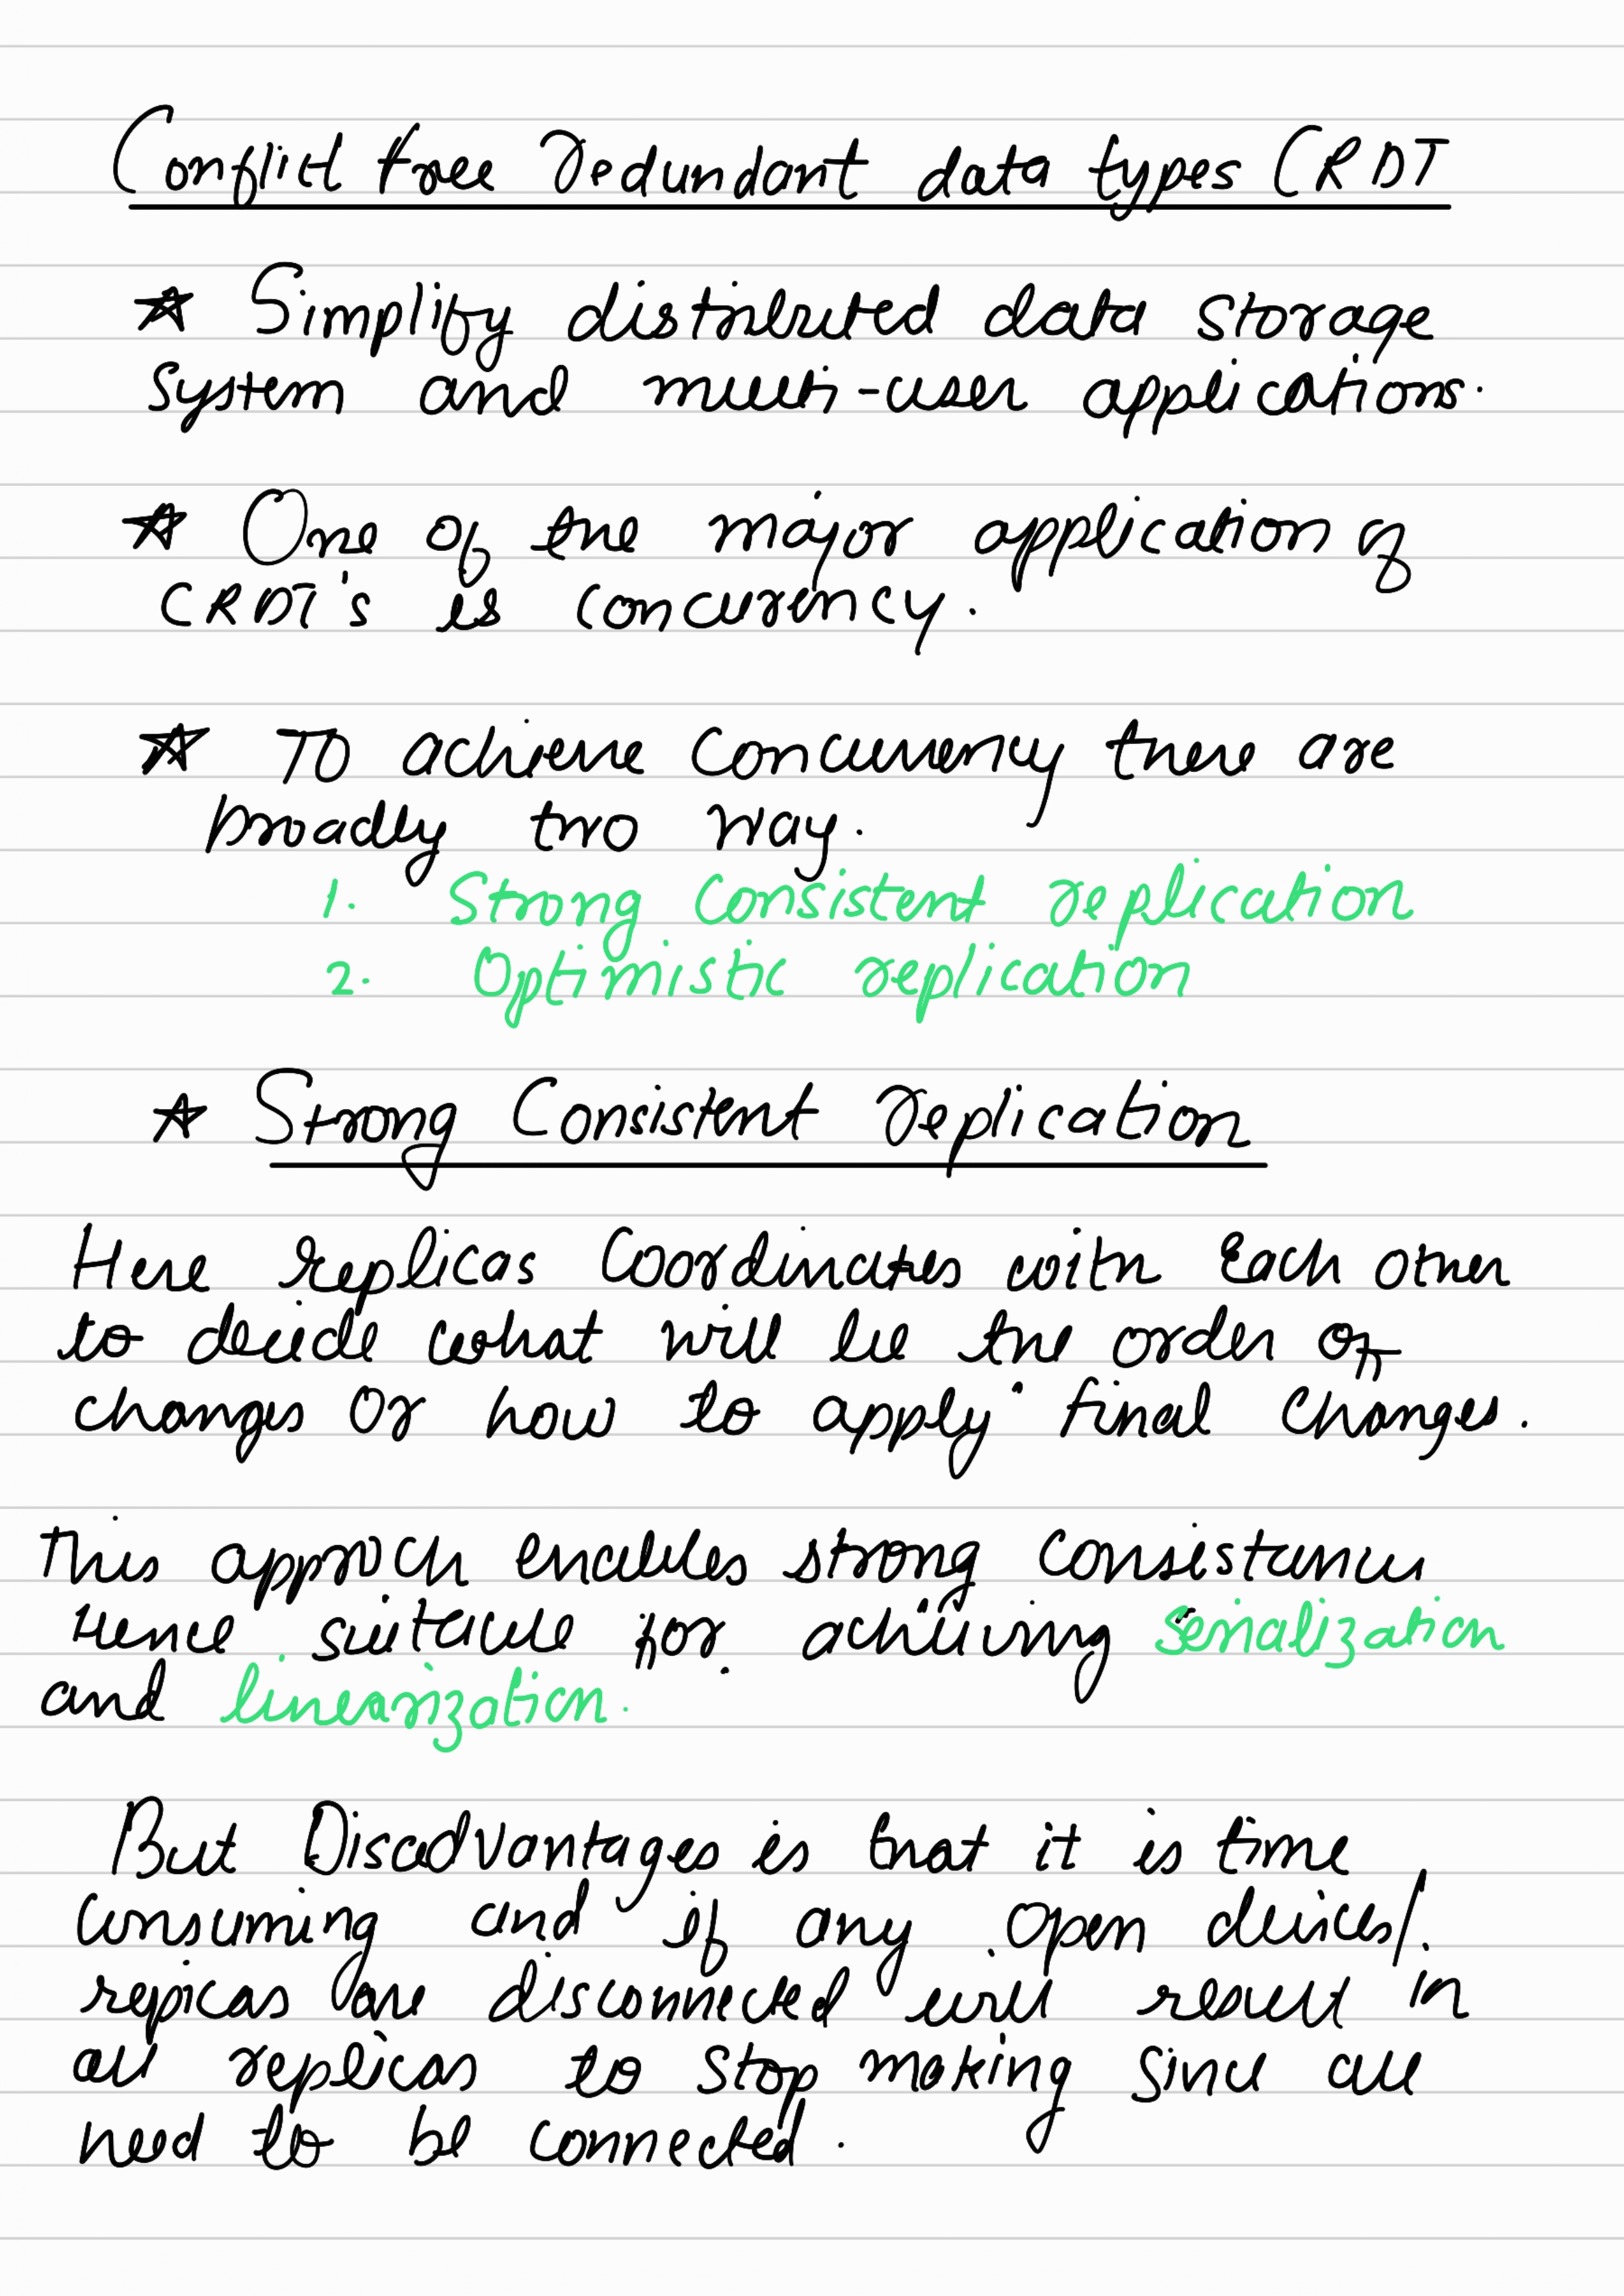 Conflict free redundant data types CRDT
★ Simplify distributed data storage
system and multi-user applications.
★ One of the major application of
CRDT's is concurency.
★ To achieve concurrency there are
broadly two way.
1. Strong Consistent replication
2. Optimistic replication
★ Strong Consistent Replication
Here replicas Coordinates with Each other
to decide what will be the order of
changes Or how to apply final changes.
This approch enables strong
hence suitable for achieving serialization
and linearization.
But Disadvantages is that it is time
consuming and if any open devices/
repicas are disconnected will result in
all replicas to stop making since all
need to be connected.